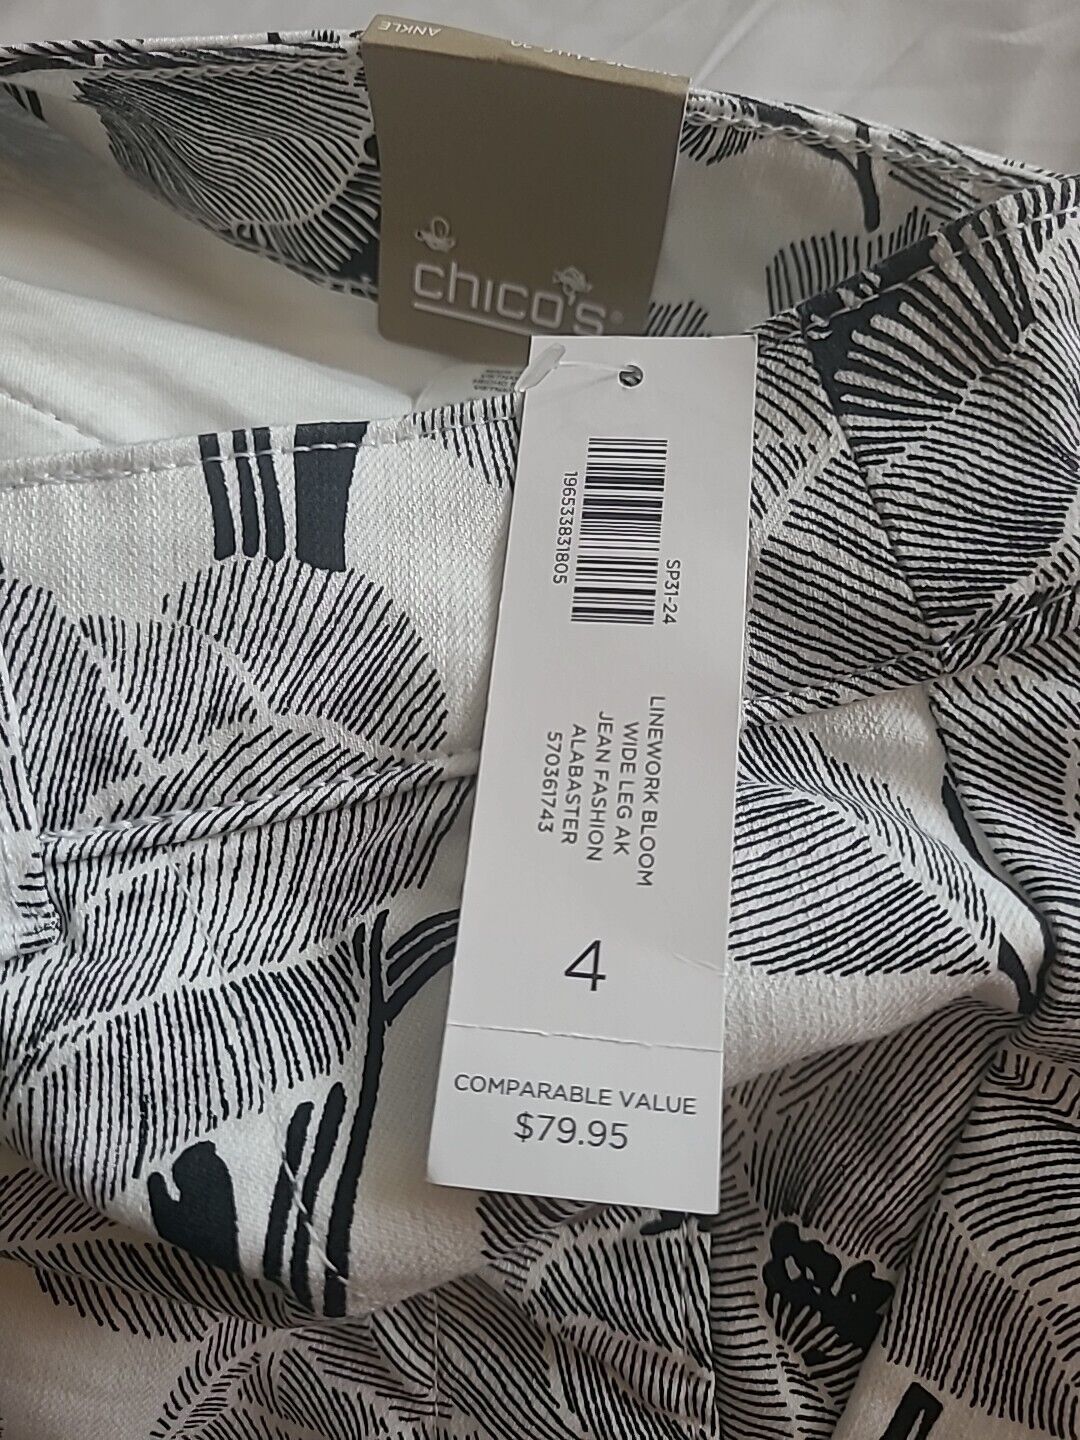 ANKLE
chico's®
196533831805
SP31-24
LINEWORK BLOOM
WIDE LEG AK
JEAN FASHION
ALABASTER
570361743
4
COMPARABLE VALUE
$79.95